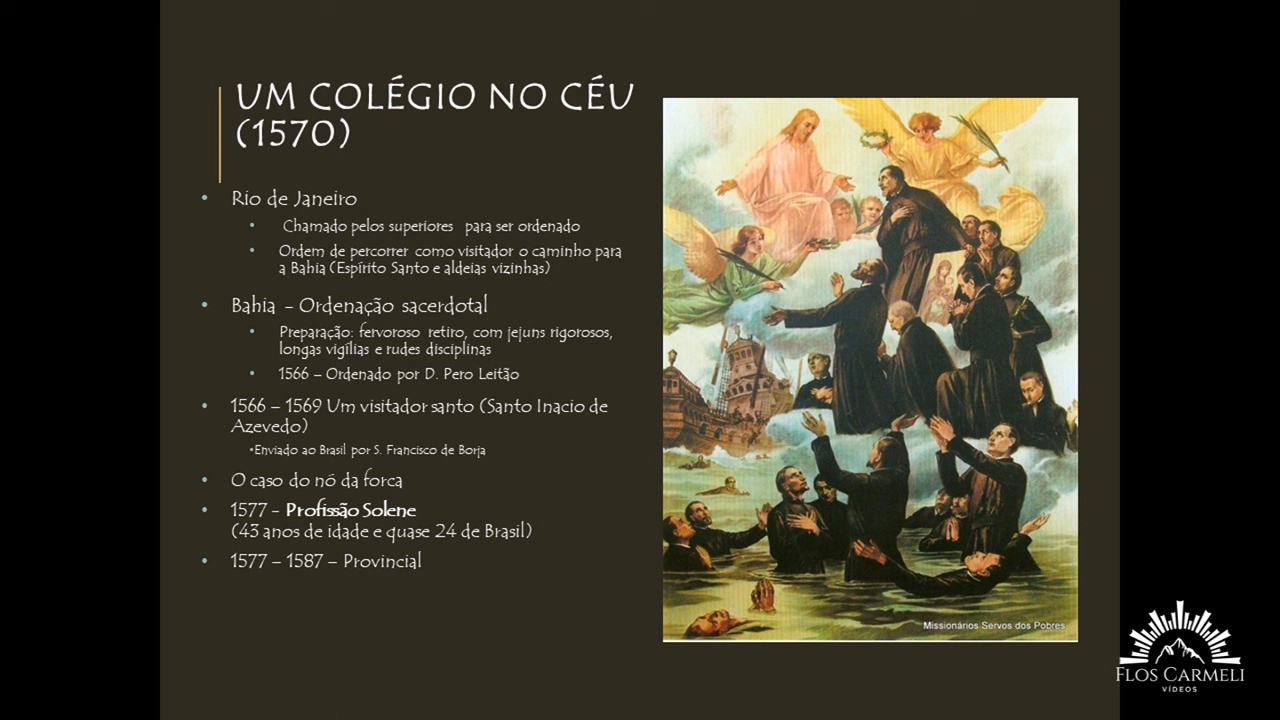 UM COLÉGIO NO CÉU
(1570)
• Rio de Janeiro
• Chamado pelos superiores para ser ordenado
• Ordem de percorrer como visitador o caminho para
a Bahia (Espírito Santo e aldeias vizinhas)
• Bahia - Ordenação sacerdotal
• Preparação: fervoroso retiro, com jejuns rigorosos,
longas vigílias e rudes disciplinas
• 1566 – Ordenado por D. Pero Leitão
• 1566 – 1569 Um visitador santo (Santo Inacio de
Azevedo)
•Enviado ao Brasil por S. Francisco de Borja
• O caso do nó da forca
• 1577 - Profissão Solene
(43 anos de idade e quase 24 de Brasil)
• 1577 – 1587 – Provincial
Missionários Servos dos Pobres
FLOS CARMELI
VÍDEOS